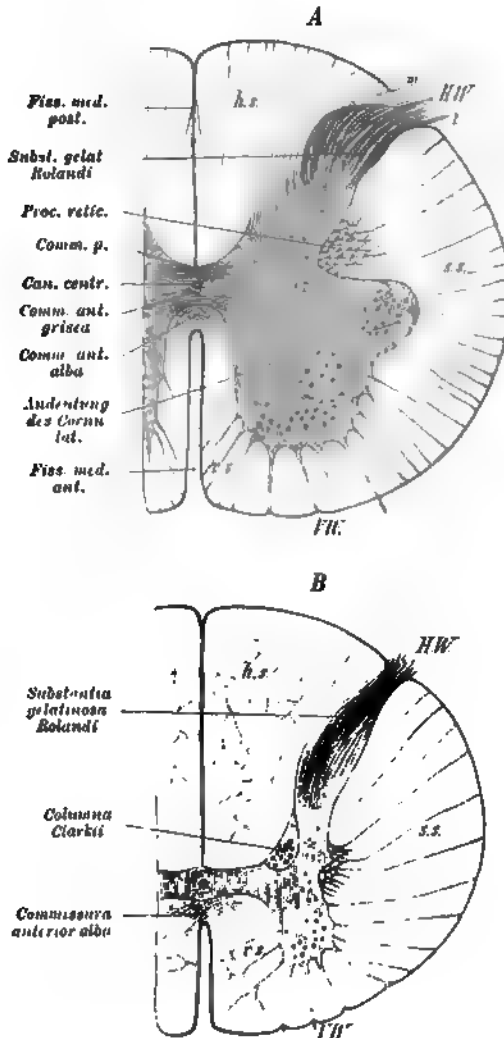 A
HW
Fiss. med.
post.
h.s.
Subst. gelat
Rolandi
Proc. retic.
Comm. p.
s.s.
Can. centr.
Comm. ant.
grisea
Comm. ant.
alba
Andeutung
des Cornu
lat.
Fiss. med.
ant.
v.s.
VW.
B
H.W.
h.s.
Substantia
gelatinosa
Rolandi
Columna
Clarkii
s.s.
Commissura
anterior alba
v.s.
VW